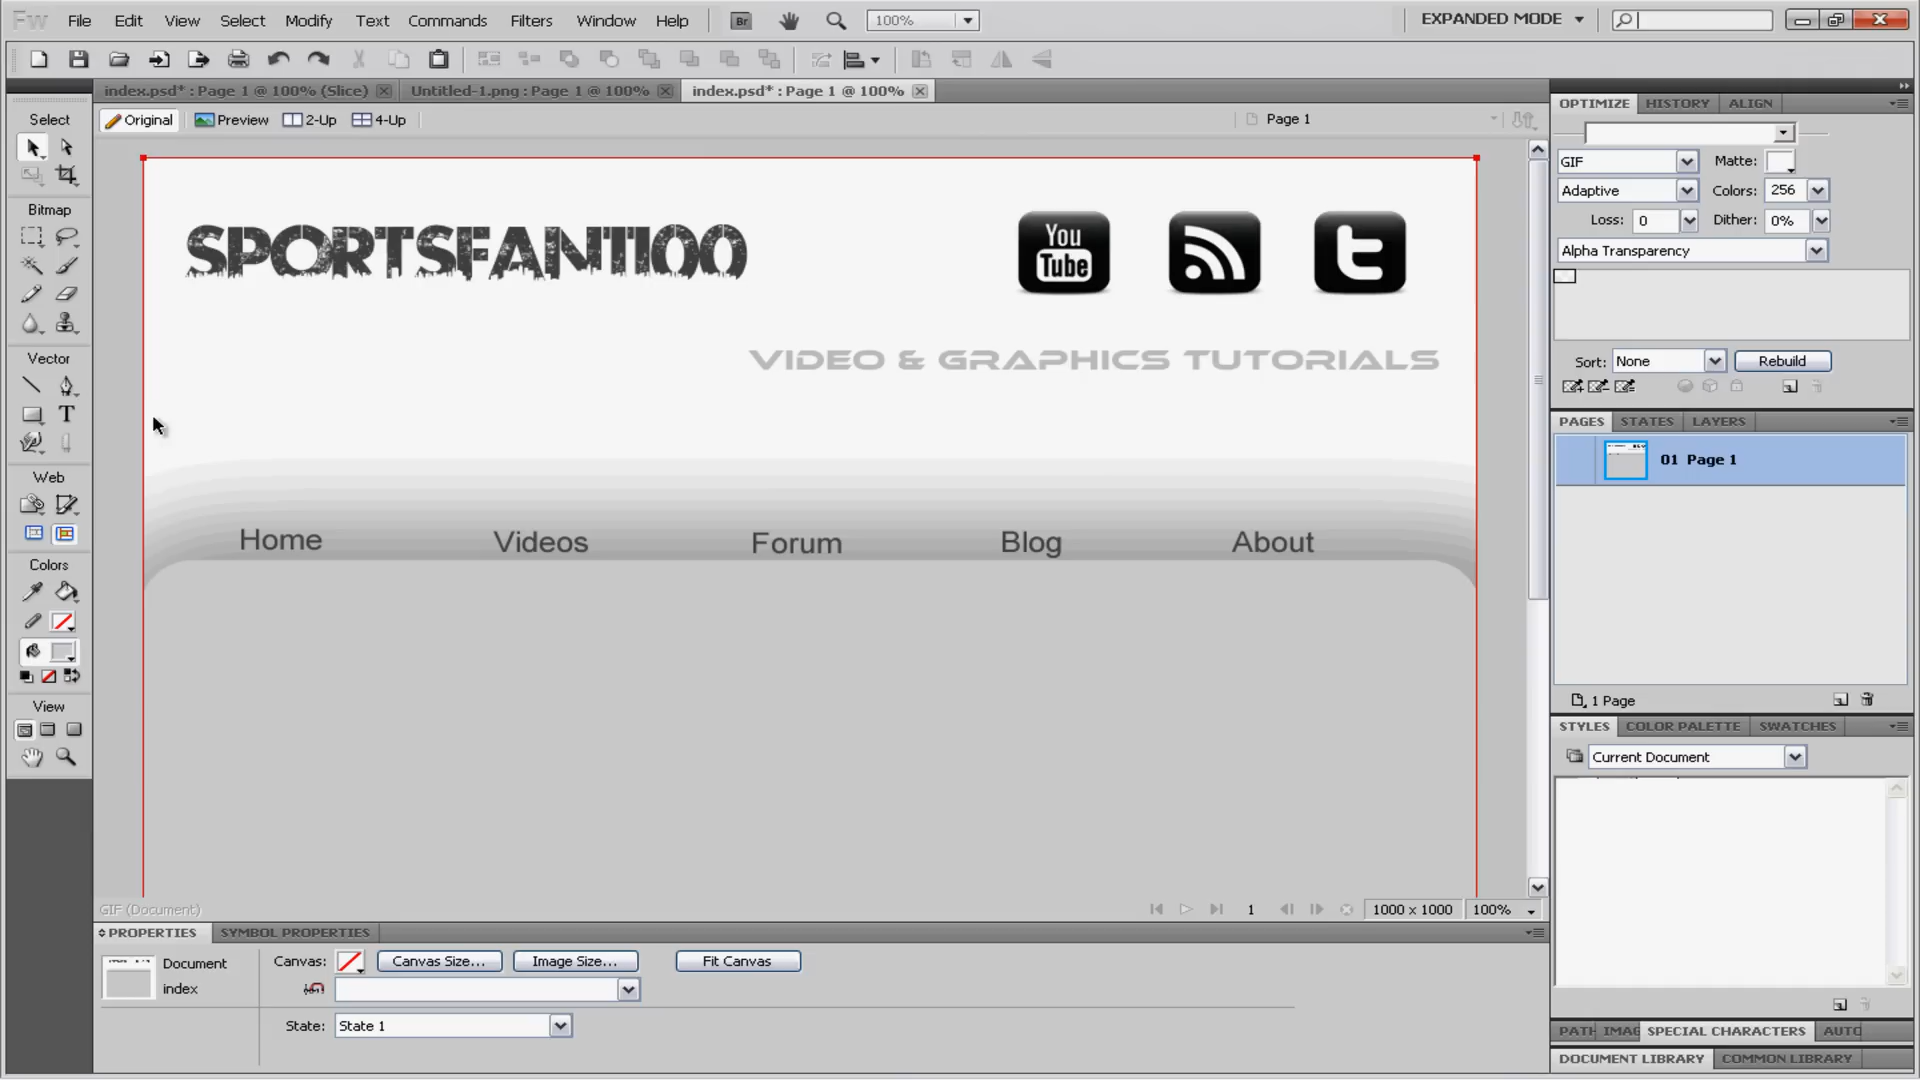 Fw File Edit View Select Modify Text Commands Filters Window Help Br 100% EXPANDED MODE
index.psd* : Page 1 @ 100% (Slice) Untitled-1.png : Page 1 @ 100% index.psd* : Page 1 @ 100%
Original Preview 2-Up 4-Up Page 1
Select
Bitmap
Vector
T
Web
Colors
View
SPORTSFANT100
You
Tube
t
VIDEO & GRAPHICS TUTORIALS
Home Videos Forum Blog About
GIF (Document) 1 1000 x 1000 100%
PROPERTIES SYMBOL PROPERTIES
Document
index
Canvas: Canvas Size... Image Size... Fit Canvas
State: State 1
OPTIMIZE HISTORY ALIGN
GIF Matte:
Adaptive Colors: 256
Loss: 0 Dither: 0%
Alpha Transparency
Sort: None Rebuild
PAGES STATES LAYERS
01 Page 1
1 Page
STYLES COLOR PALETTE SWATCHES
Current Document
PATH IMAG SPECIAL CHARACTERS AUTO
DOCUMENT LIBRARY COMMON LIBRARY